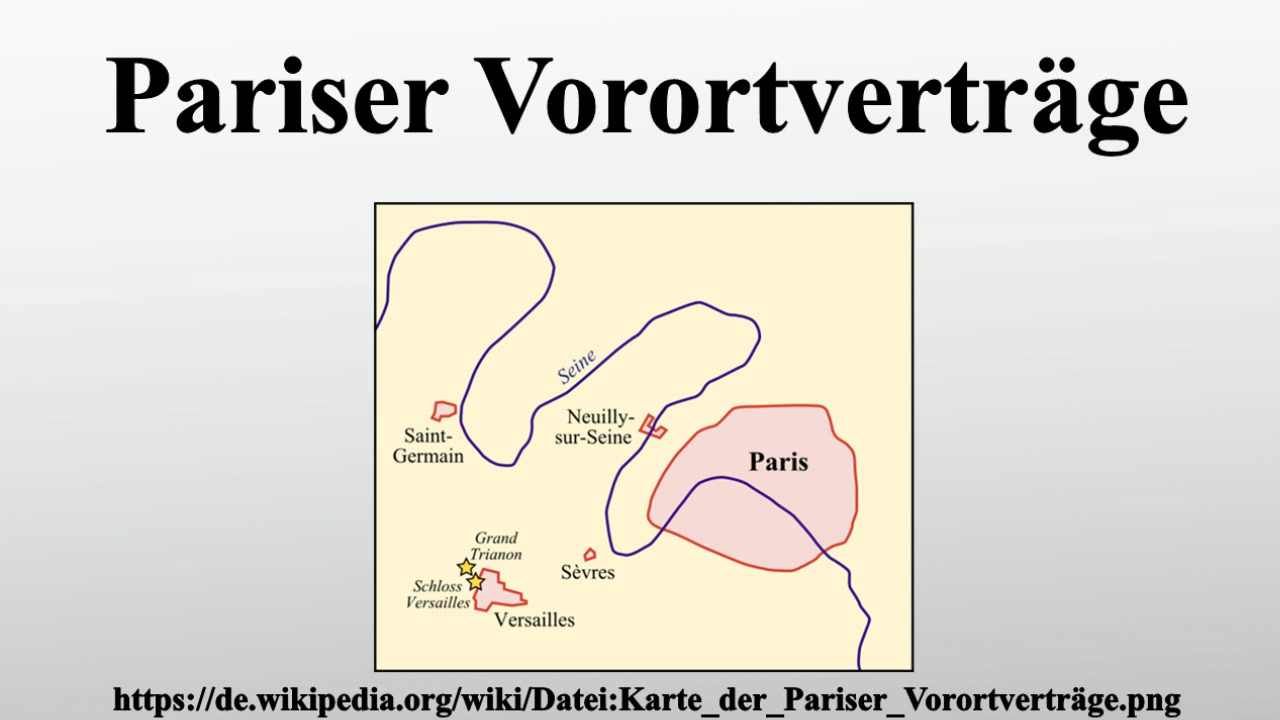 Pariser Vorortverträge
Seine
Neuilly-
sur-Seine
Saint-
Germain
Paris
Grand
Trianon
Sèvres
Schloss
Versailles
Versailles
https://de.wikipedia.org/wiki/Datei:Karte_der_Pariser_Vorortverträge.png